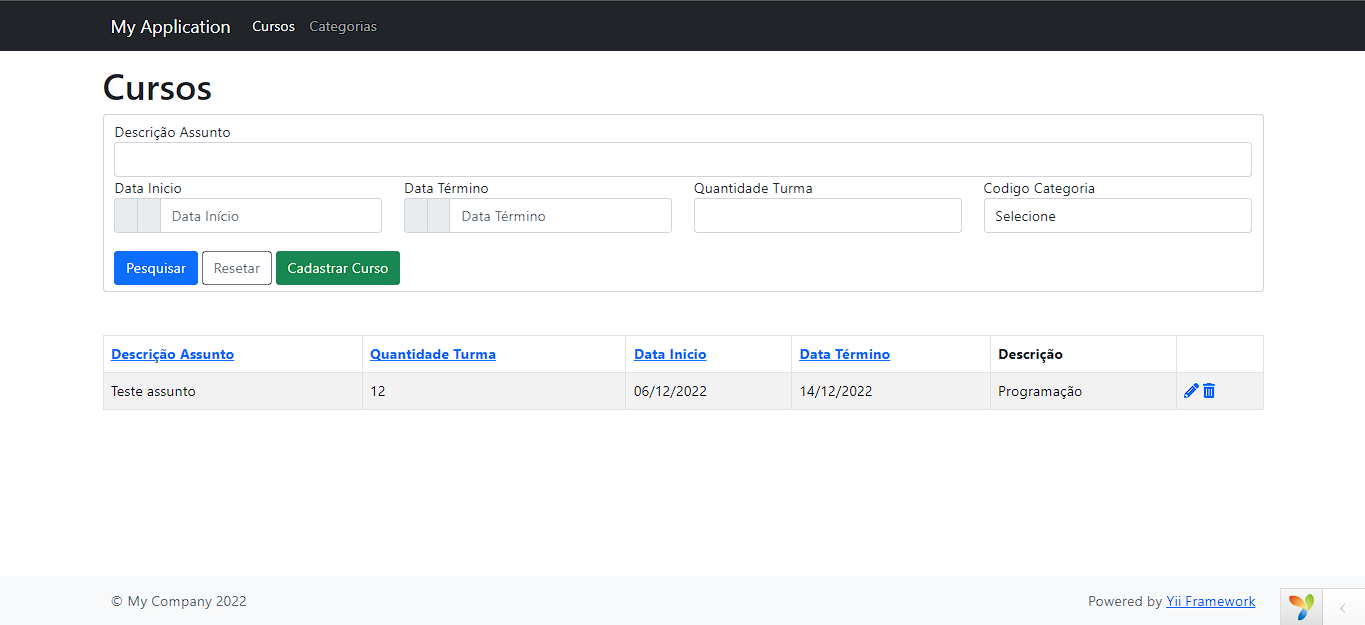 My Application Cursos Categorias
Cursos
Descrição Assunto
Data Inicio Data Término Quantidade Turma Codigo Categoria
Data Início Data Término Selecione
Pesquisar Resetar Cadastrar Curso
Descrição Assunto Quantidade Turma Data Inicio Data Término Descrição
Teste assunto 12 06/12/2022 14/12/2022 Programação
© My Company 2022 Powered by Yii Framework